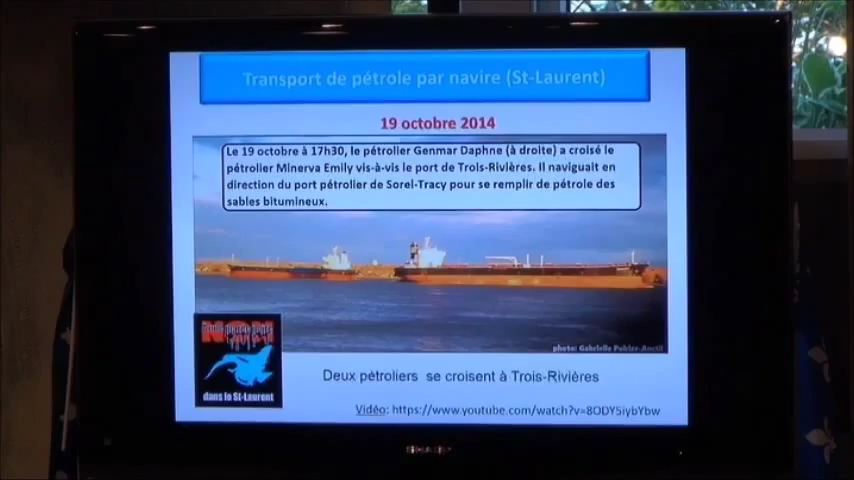 Transport de pétrole par navire (St-Laurent)
19 octobre 2014
Le 19 octobre à 17h30, le pétrolier Genmar Daphne (à droite) a croisé le
pétrolier Minerva Emily vis-à-vis le port de Trois-Rivières. Il naviguait en
direction du port pétrolier de Sorel-Tracy pour se remplir de pétrole des
sables bitumineux.
photo: Gabrielle
NON
dans le St-Laurent
Deux pétroliers se croisent à Trois-Rivières
Vidéo: https://www.youtube.com/watch?v=8ODY5iybYbw
SHARP